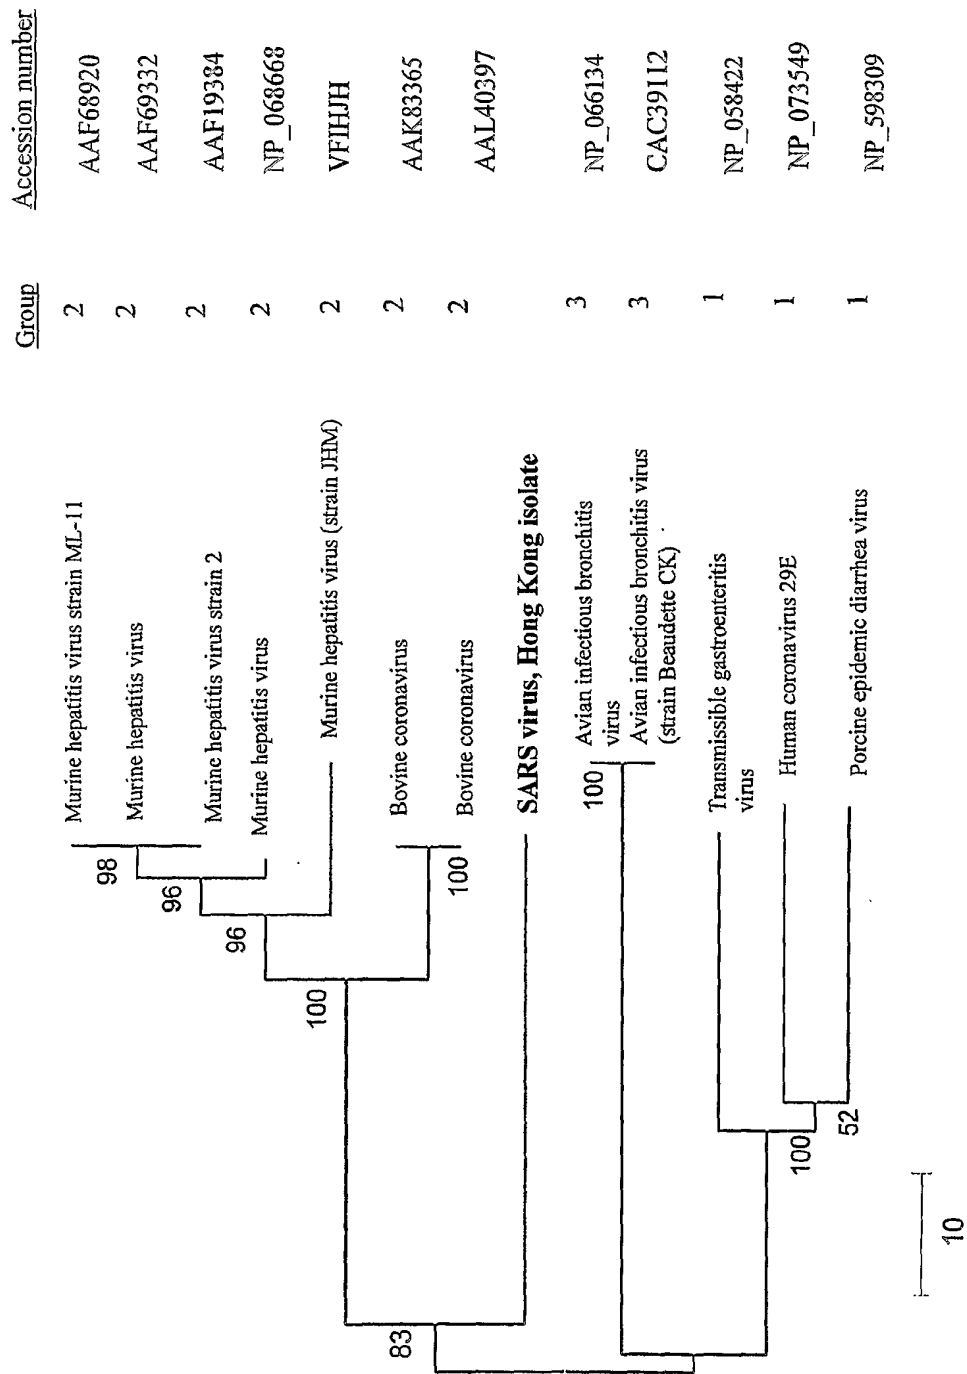 Group Accession number
Murine hepatitis virus strain ML-11 2 AAF68920
98
Murine hepatitis virus 2 AAF69332
96
Murine hepatitis virus strain 2 2 AAF19384
96
Murine hepatitis virus 2 NP_068668
100
Murine hepatitis virus (strain JHM) 2 VFIHJH
Bovine coronavirus 2 AAK83365
83
100
Bovine coronavirus 2 AAL40397
SARS virus, Hong Kong isolate
Avian infectious bronchitis 3 NP_066134
virus
100
Avian infectious bronchitis virus 3 CAC39112
(strain Beaudette CK)
Transmissible gastroenteritis 1 NP_058422
virus
100
Human coronavirus 29E 1 NP_073549
52
Porcine epidemic diarrhea virus 1 NP_598309
10